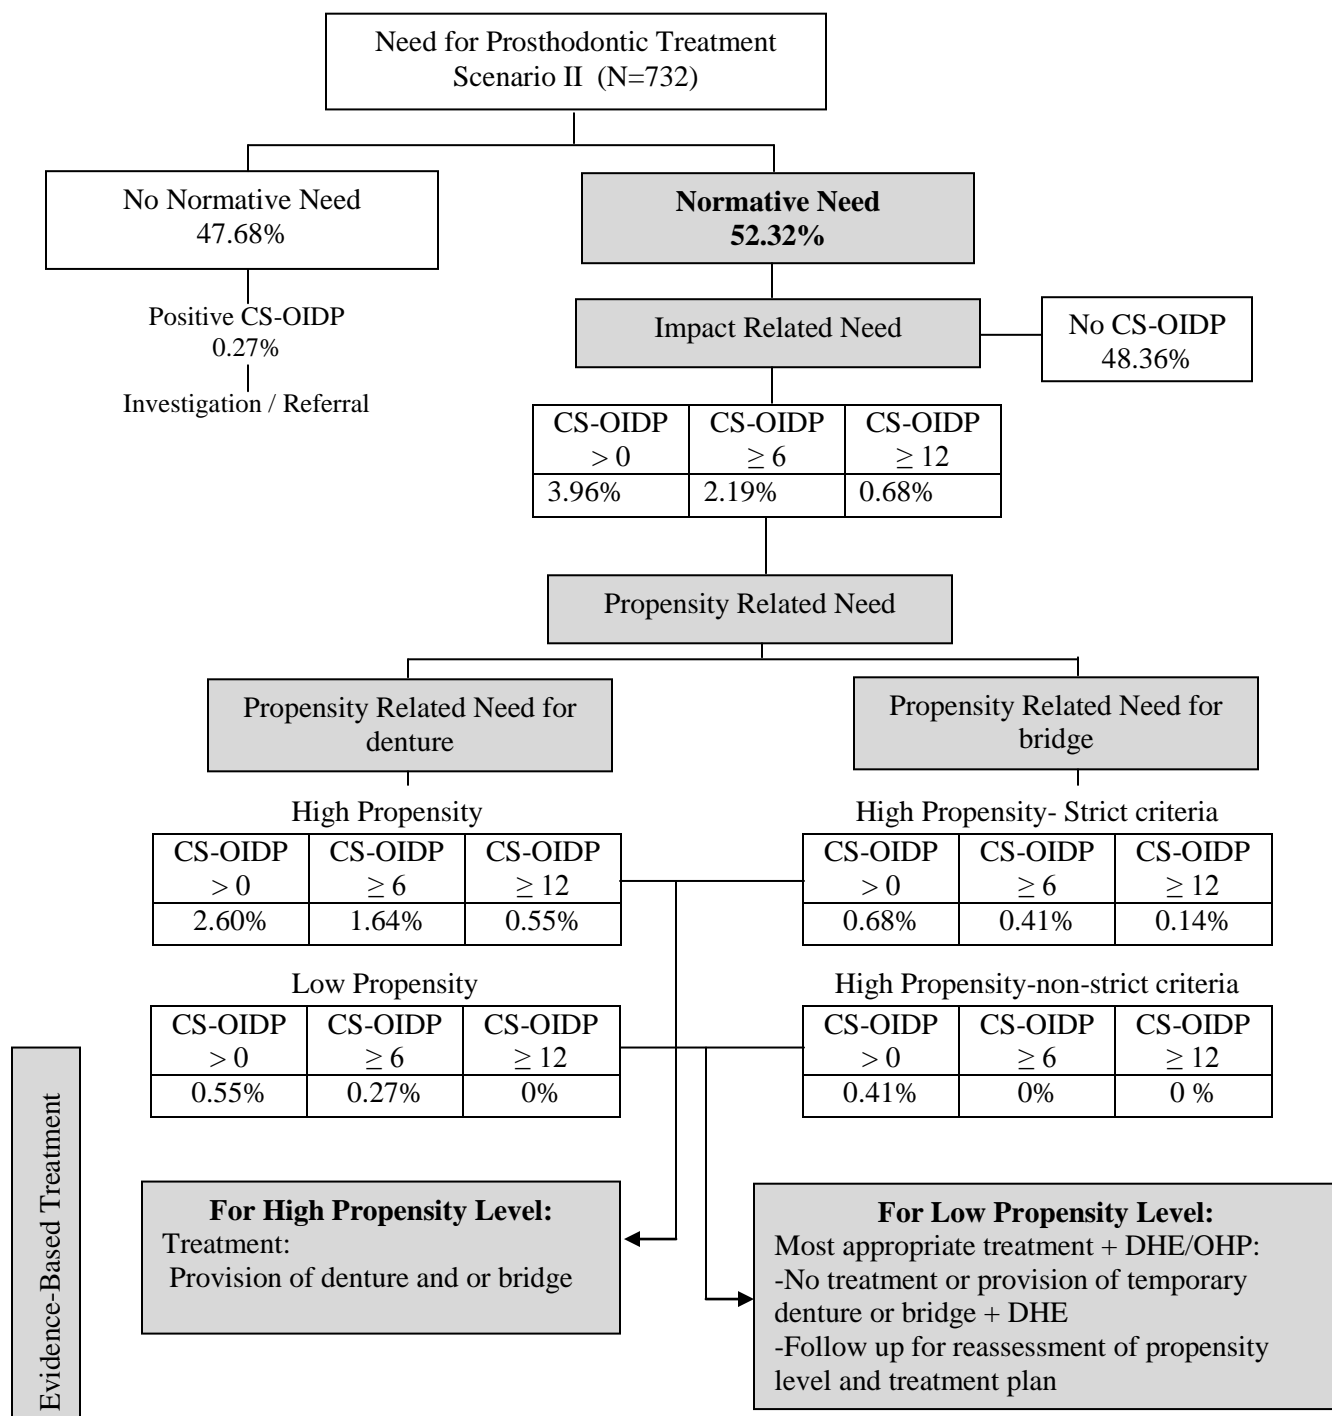 Need for Prosthodontic Treatment
Scenario II  (N=732)
No Normative Need
47.68%
Normative Need
52.32%
Positive CS-OIDP
0.27%
Investigation / Referral
Impact Related Need
No CS-OIDP
48.36%
CS-OIDP > 0
CS-OIDP ≥ 6
CS-OIDP ≥ 12
3.96%
2.19%
0.68%
Propensity Related Need
Propensity Related Need for
denture
Propensity Related Need for
bridge
High Propensity
CS-OIDP > 0
CS-OIDP ≥ 6
CS-OIDP ≥ 12
2.60%
1.64%
0.55%
High Propensity- Strict criteria
CS-OIDP > 0
CS-OIDP ≥ 6
CS-OIDP ≥ 12
0.68%
0.41%
0.14%
Low Propensity
CS-OIDP > 0
CS-OIDP ≥ 6
CS-OIDP ≥ 12
0.55%
0.27%
0%
High Propensity-non-strict criteria
CS-OIDP > 0
CS-OIDP ≥ 6
CS-OIDP ≥ 12
0.41%
0%
0 %
Evidence-Based Treatment
For High Propensity Level:
Treatment:
Provision of denture and or bridge
For Low Propensity Level:
Most appropriate treatment + DHE/OHP:
-No treatment or provision of temporary
denture or bridge + DHE
-Follow up for reassessment of propensity
level and treatment plan